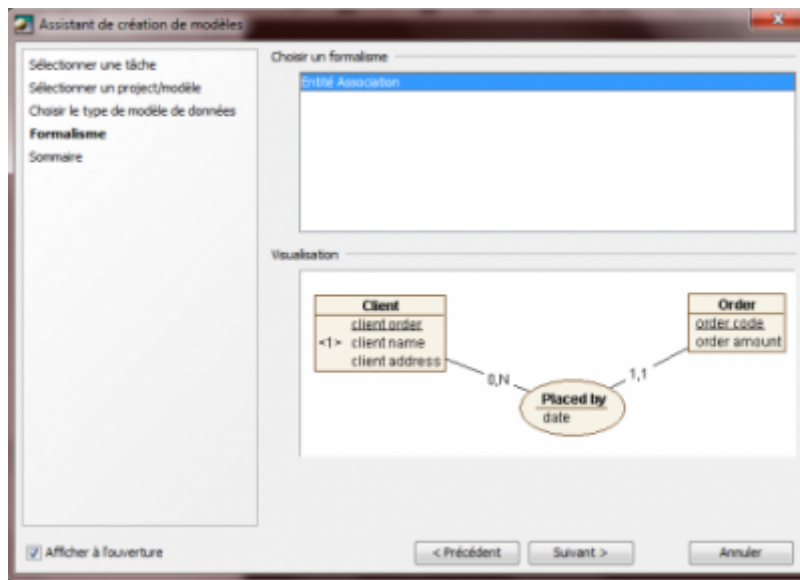 Assistant de création de modèles
Sélectionner une tâche
Sélectionner un project/modèle
Choisir le type de modèle de données
Formalisme
Sommaire
Choisir un formalisme
Entité Association
Visualisation
Client
client order
<1> client name
client address
0,N
Placed by
date
1,1
Order
order code
order amount
Afficher à l'ouverture
< Précédent
Suivant >
Annuler